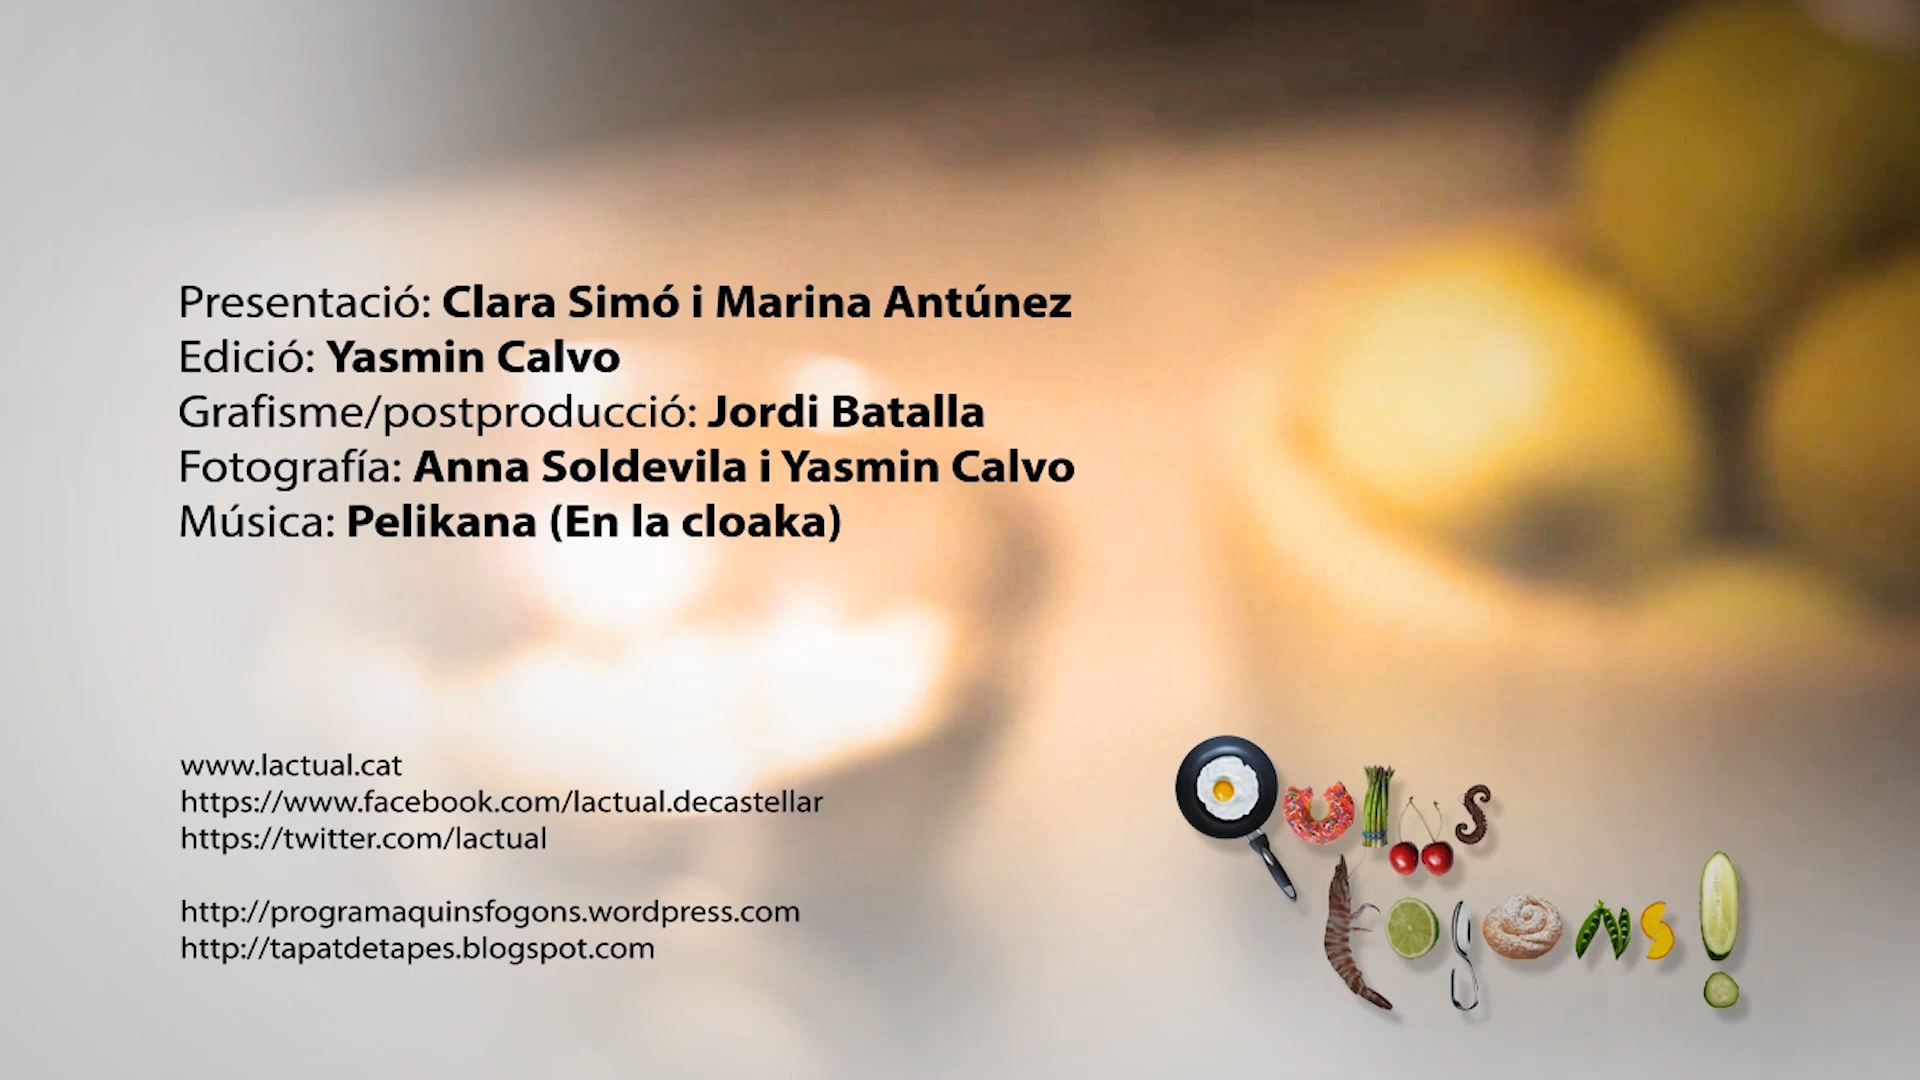 Presentació: Clara Simó i Marina Antúnez
Edició: Yasmin Calvo
Grafisme/postproducció: Jordi Batalla
Fotografía: Anna Soldevila i Yasmin Calvo
Música: Pelikana (En la cloaka)
www.lactual.cat
https://www.facebook.com/lactual.decastellar
https://twitter.com/lactual
http://programaquinsfogons.wordpress.com
http://tapatdetapes.blogspot.com
Quins
fogons!